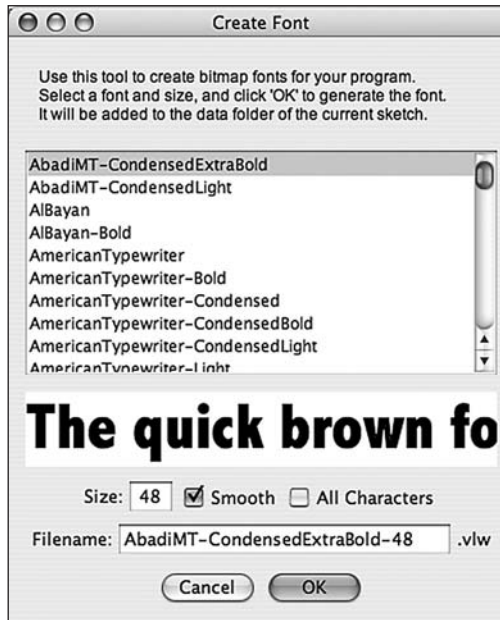 Create Font
Use this tool to create bitmap fonts for your program.
Select a font and size, and click 'OK' to generate the font.
It will be added to the data folder of the current sketch.
AbadiMT-CondensedExtraBold
AbadiMT-CondensedLight
AlBayan
AlBayan-Bold
AmericanTypewriter
AmericanTypewriter-Bold
AmericanTypewriter-Condensed
AmericanTypewriter-CondensedBold
AmericanTypewriter-CondensedLight
AmericanTypewriter-Light
The quick brown fo
Size: 48 Smooth All Characters
Filename: AbadiMT-CondensedExtraBold-48 .vlw
Cancel OK